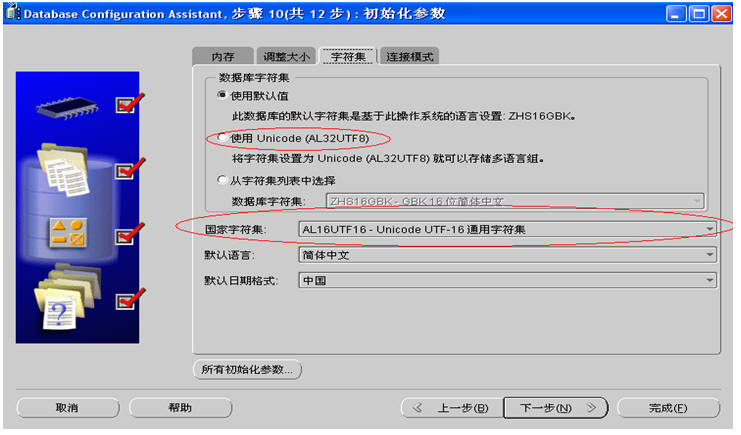 Database Configuration Assistant, 步骤 10(共 12 步) : 初始化参数
内存 调整大小 字符集 连接模式
数据库字符集
使用默认值
此数据库的默认字符集是基于此操作系统的语言设置: ZHS16GBK。
使用 Unicode (AL32UTF8)
将字符集设置为 Unicode (AL32UTF8) 就可以存储多语言组。
从字符集列表中选择
数据库字符集: ZHS16GBK - GBK 16 位简体中文
国家字符集: AL16UTF16 - Unicode UTF-16 通用字符集
默认语言: 简体中文
默认日期格式: 中国
所有初始化参数...
取消 帮助 上一步(B) 下一步(N) 完成(F)